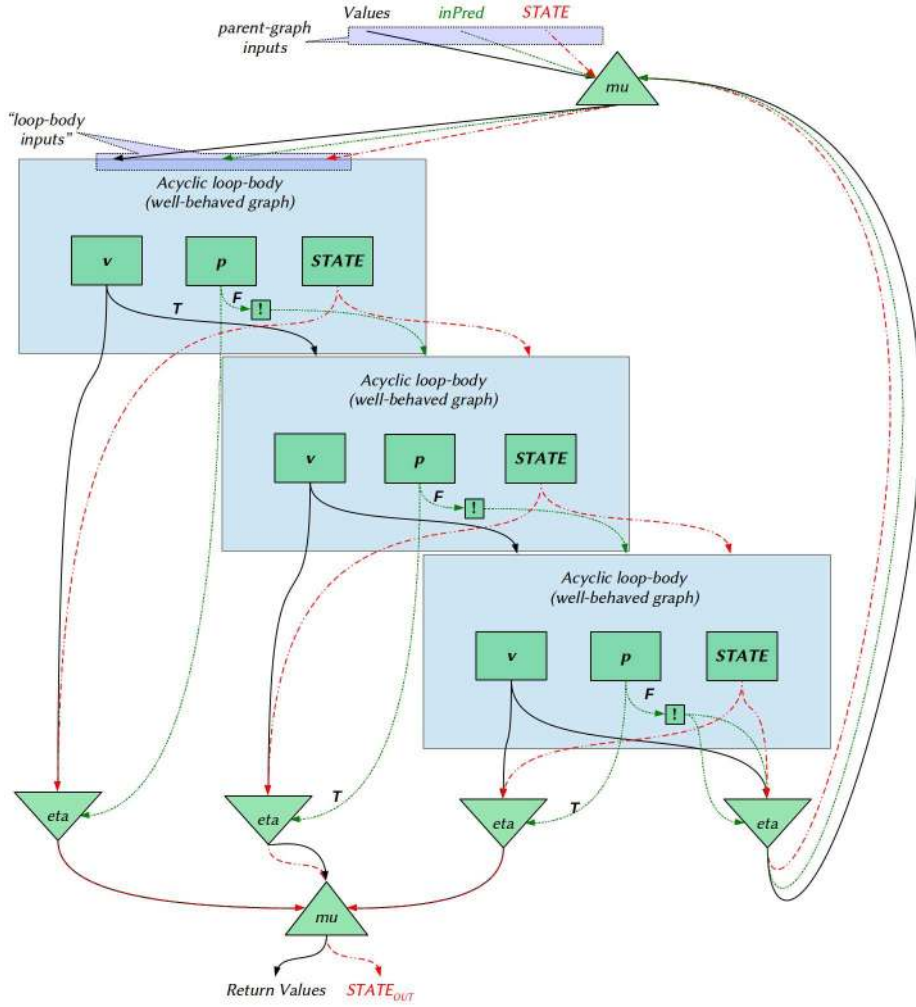 Values inPred STATE
parent-graph
inputs
mu
"loop-body
inputs"
Acyclic loop-body
(well-behaved graph)
v p STATE
F
T !
Acyclic loop-body
(well-behaved graph)
v p STATE
F
!
Acyclic loop-body
(well-behaved graph)
v p STATE
F
!
T T
eta eta eta eta
mu
Return Values STATE_OUT